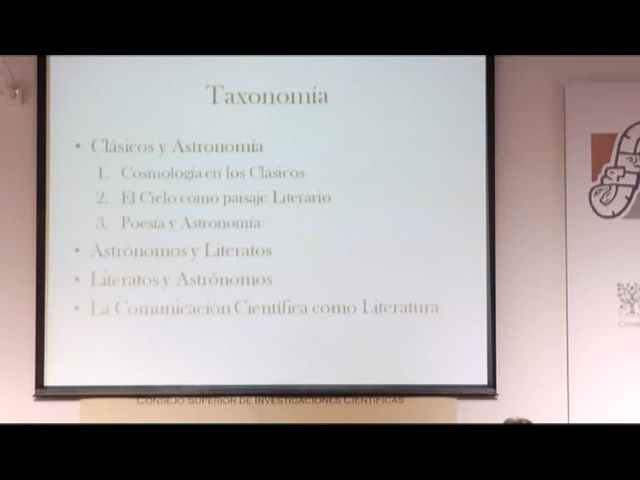 Taxonomía
• Clásicos y Astronomía
1. Cosmología en los Clásicos
2. El Cielo como paisaje Literario
3. Poesía y Astronomía
• Astrónomos y Literatos
• Literatos y Astrónomos
• La Comunicación Científica como Literatura
CONSEJO SUPERIOR DE INVESTIGACIONES CIENTIFICAS